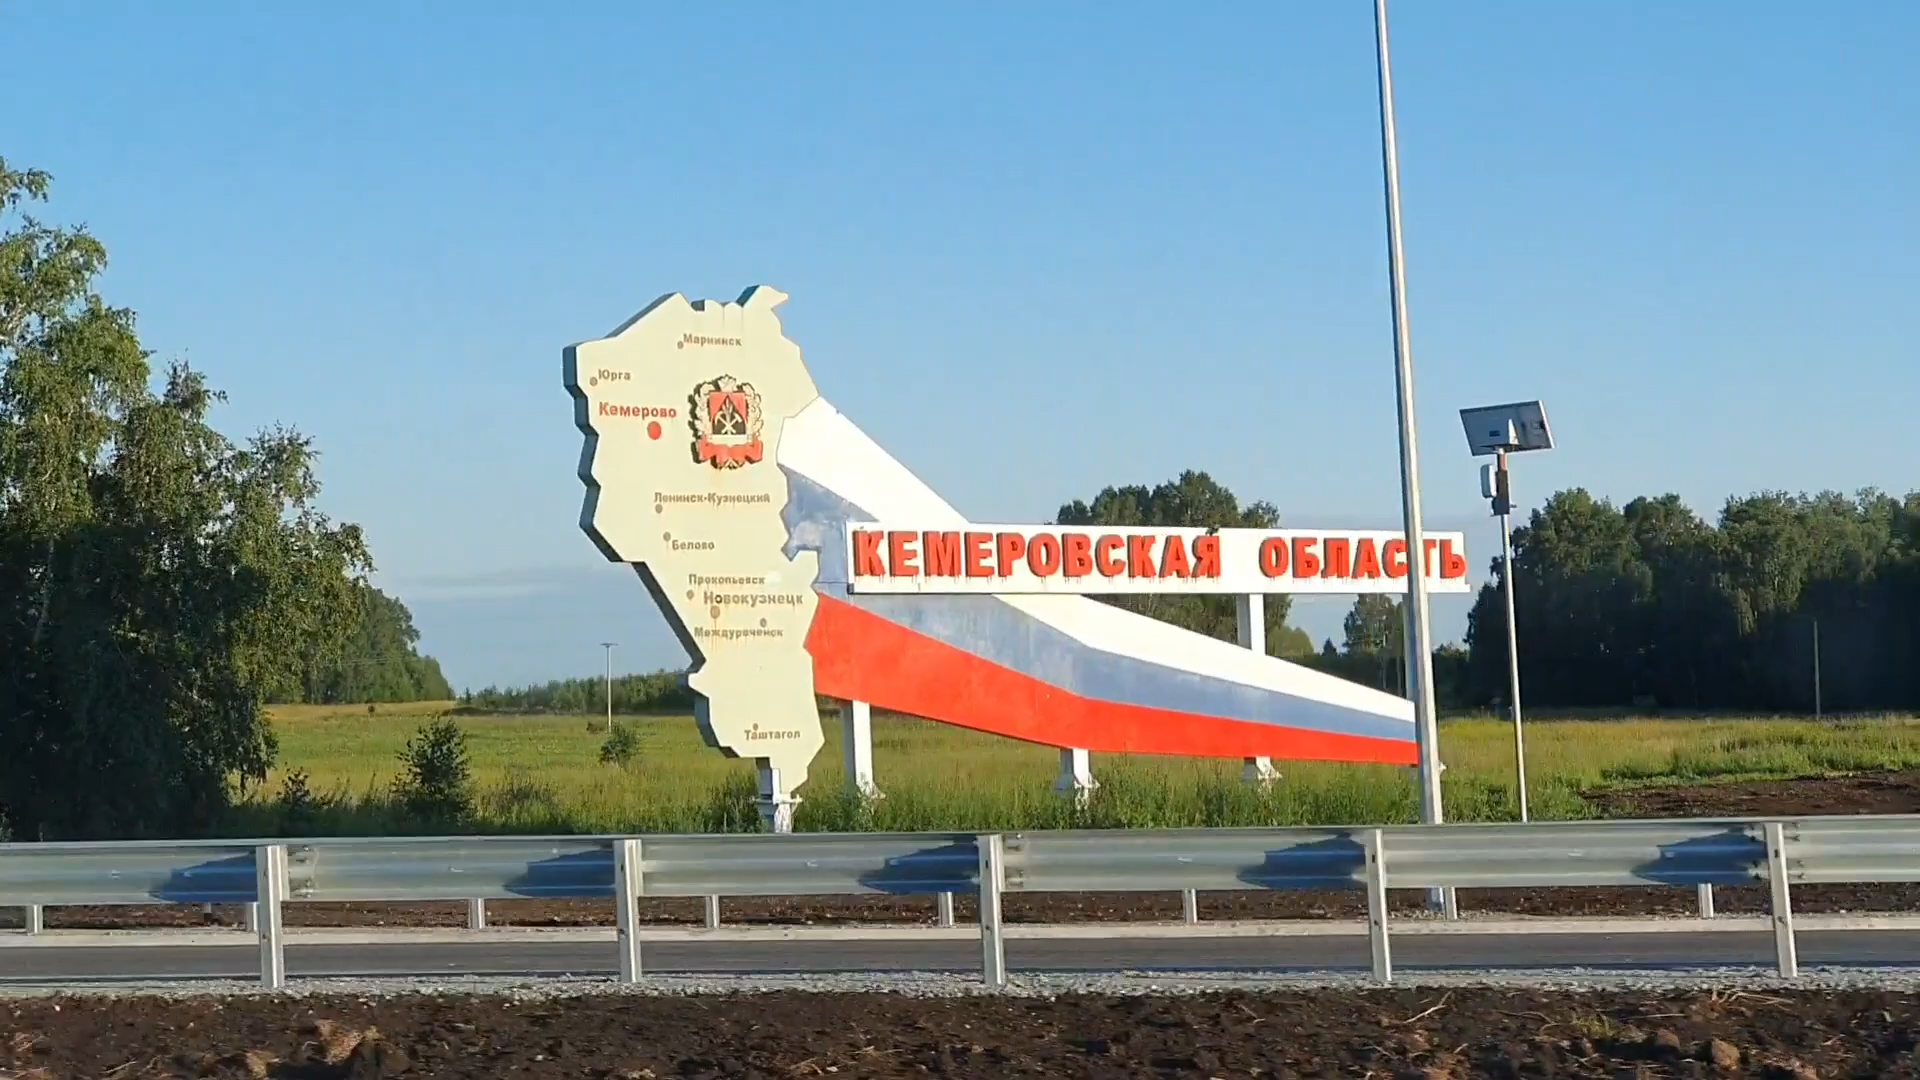 Мариинск
Юрга
Кемерово
Ленинск-Кузнецкий
Белово
Прокопьевск
Новокузнецк
Междуреченск
Таштагол
КЕМЕРОВСКАЯ ОБЛАСТЬ